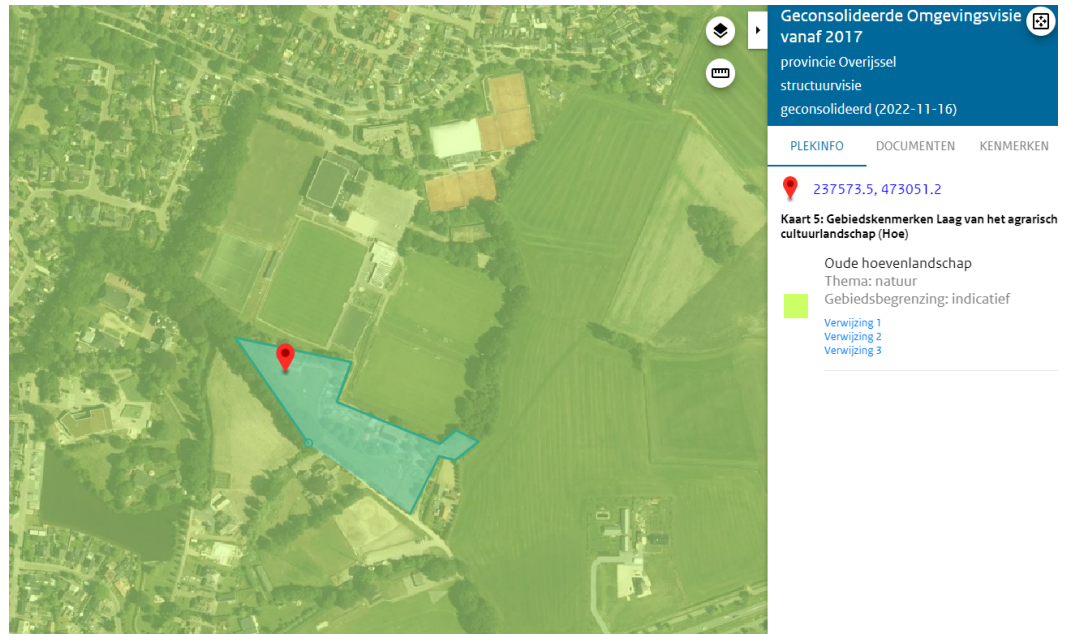 Geconsolideerde Omgevingsvisie
vanaf 2017
provincie Overijssel
structuurvisie
geconsolideerd (2022-11-16)
PLEKINFO DOCUMENTEN KENMERKEN
237573.5, 473051.2
Kaart 5: Gebiedskenmerken Laag van het agrarisch
cultuurlandschap (Hoe)
Oude hoevenlandschap
Thema: natuur
Gebiedsbegrenzing: indicatief
Verwijzing 1
Verwijzing 2
Verwijzing 3